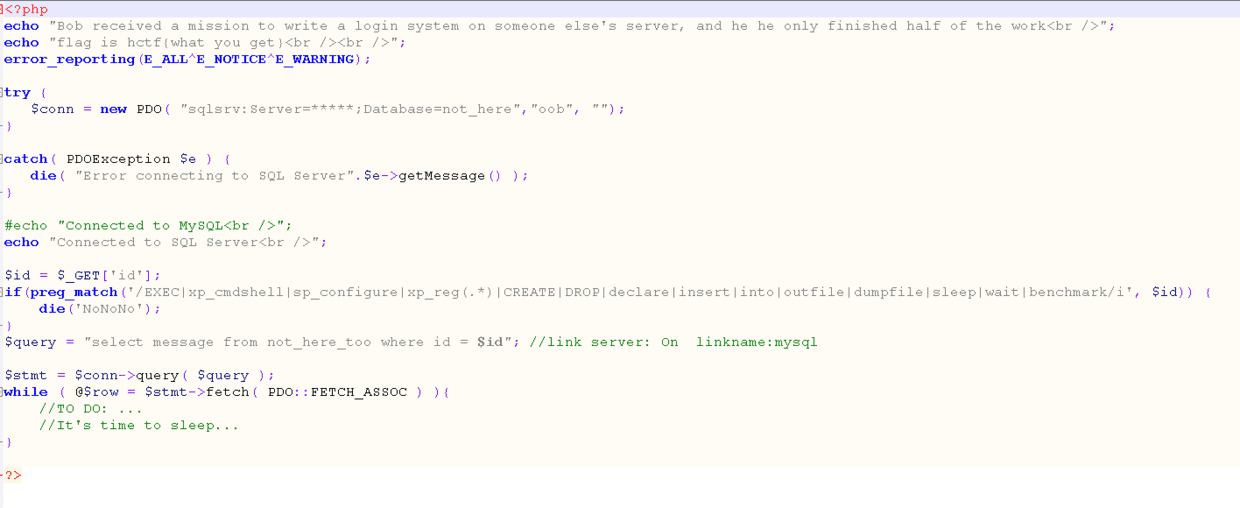 <?php
echo "Bob received a mission to write a login system on someone else's server, and he he only finished half of the work<br />";
echo "flag is hctf{what you get}<br /><br />";
error_reporting(E_ALL^E_NOTICE^E_WARNING);
try {
$conn = new PDO( "sqlsrv:Server=*****;Database=not_here","oob", "");
}
catch( PDOException $e ) {
die( "Error connecting to SQL Server".$e->getMessage() );
}
#echo "Connected to MySQL<br />";
echo "Connected to SQL Server<br />";
$id = $_GET['id'];
if(preg_match('/EXEC|xp_cmdshell|sp_configure|xp_reg(.*)|CREATE|DROP|declare|insert|into|outfile|dumpfile|sleep|wait|benchmark/i', $id)) {
die('NoNoNo');
}
$query = "select message from not_here_too where id = $id"; //link server: On  linkname:mysql
$stmt = $conn->query( $query );
while ( @$row = $stmt->fetch( PDO::FETCH_ASSOC ) ){
//TO DO: ...
//It's time to sleep...
}
?>